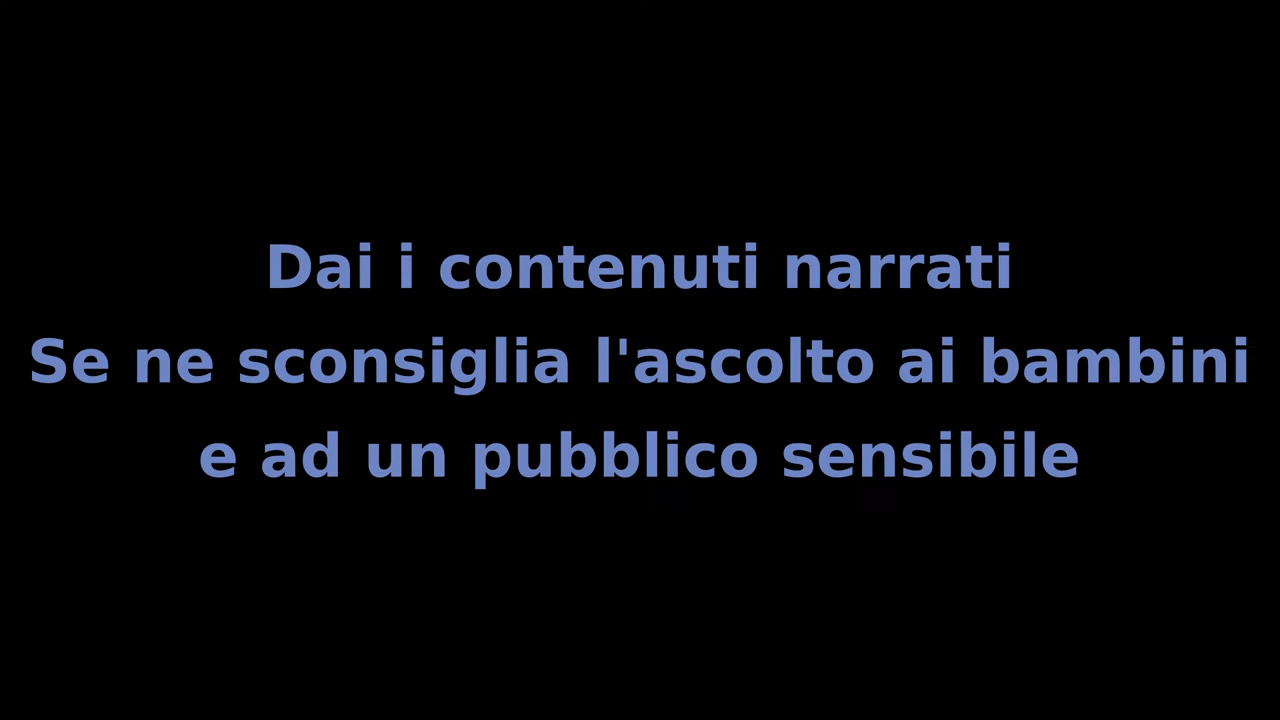 Dai i contenuti narrati
Se ne sconsiglia l'ascolto ai bambini
e ad un pubblico sensibile